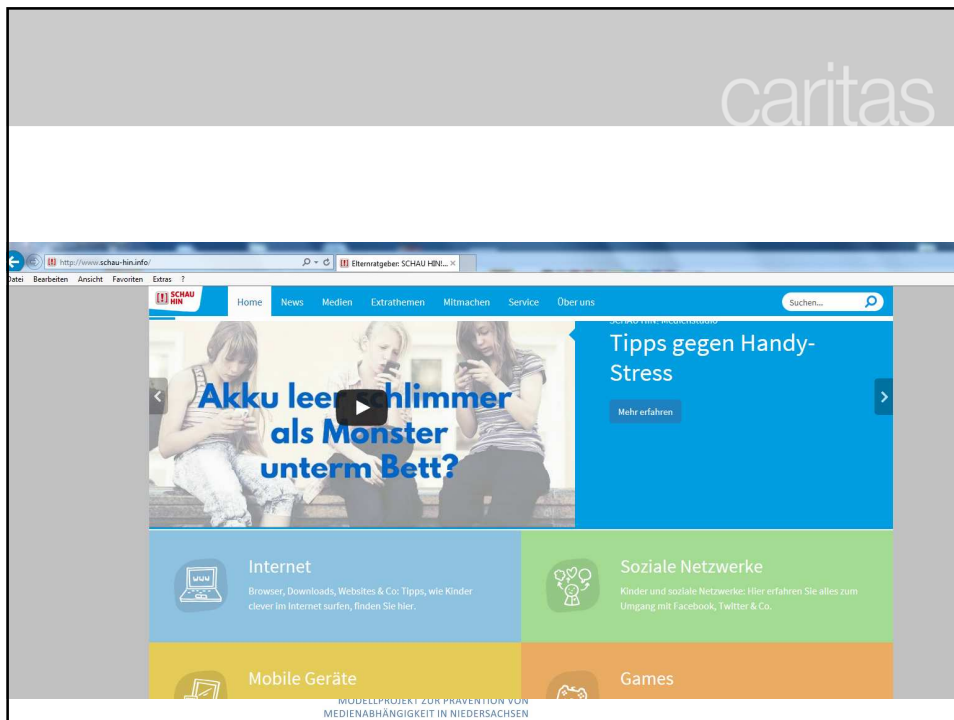 caritas
http://www.schau-hin.info/
Elternratgeber: SCHAU HIN!...
Datei Bearbeiten Ansicht Favoriten Extras ?
[!] SCHAU HIN
Home News Medien Extrathemen Mitmachen Service Über uns
Suchen...
SCHAU HIN! Medienstudio
Tipps gegen Handy-
Stress
Mehr erfahren
Akku leer schlimmer
als Monster
unterm Bett?
Internet
Browser, Downloads, Websites & Co: Tipps, wie Kinder
clever im Internet surfen, finden Sie hier.
Soziale Netzwerke
Kinder und soziale Netzwerke: Hier erfahren Sie alles zum
Umgang mit Facebook, Twitter & Co.
Mobile Geräte
Games
MODELLPROJEKT ZUR PRÄVENTION VON
MEDIENABHÄNGIGKEIT IN NIEDERSACHSEN